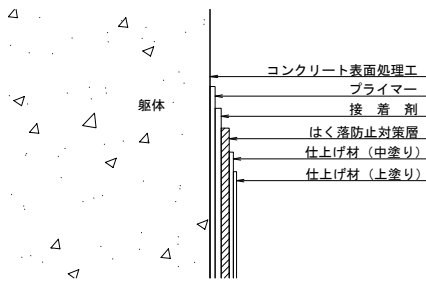 コンクリート表面処理工
プライマー
躯体
接 着 剤
はく落防止対策層
仕上げ材（中塗り）
仕上げ材（上塗り）